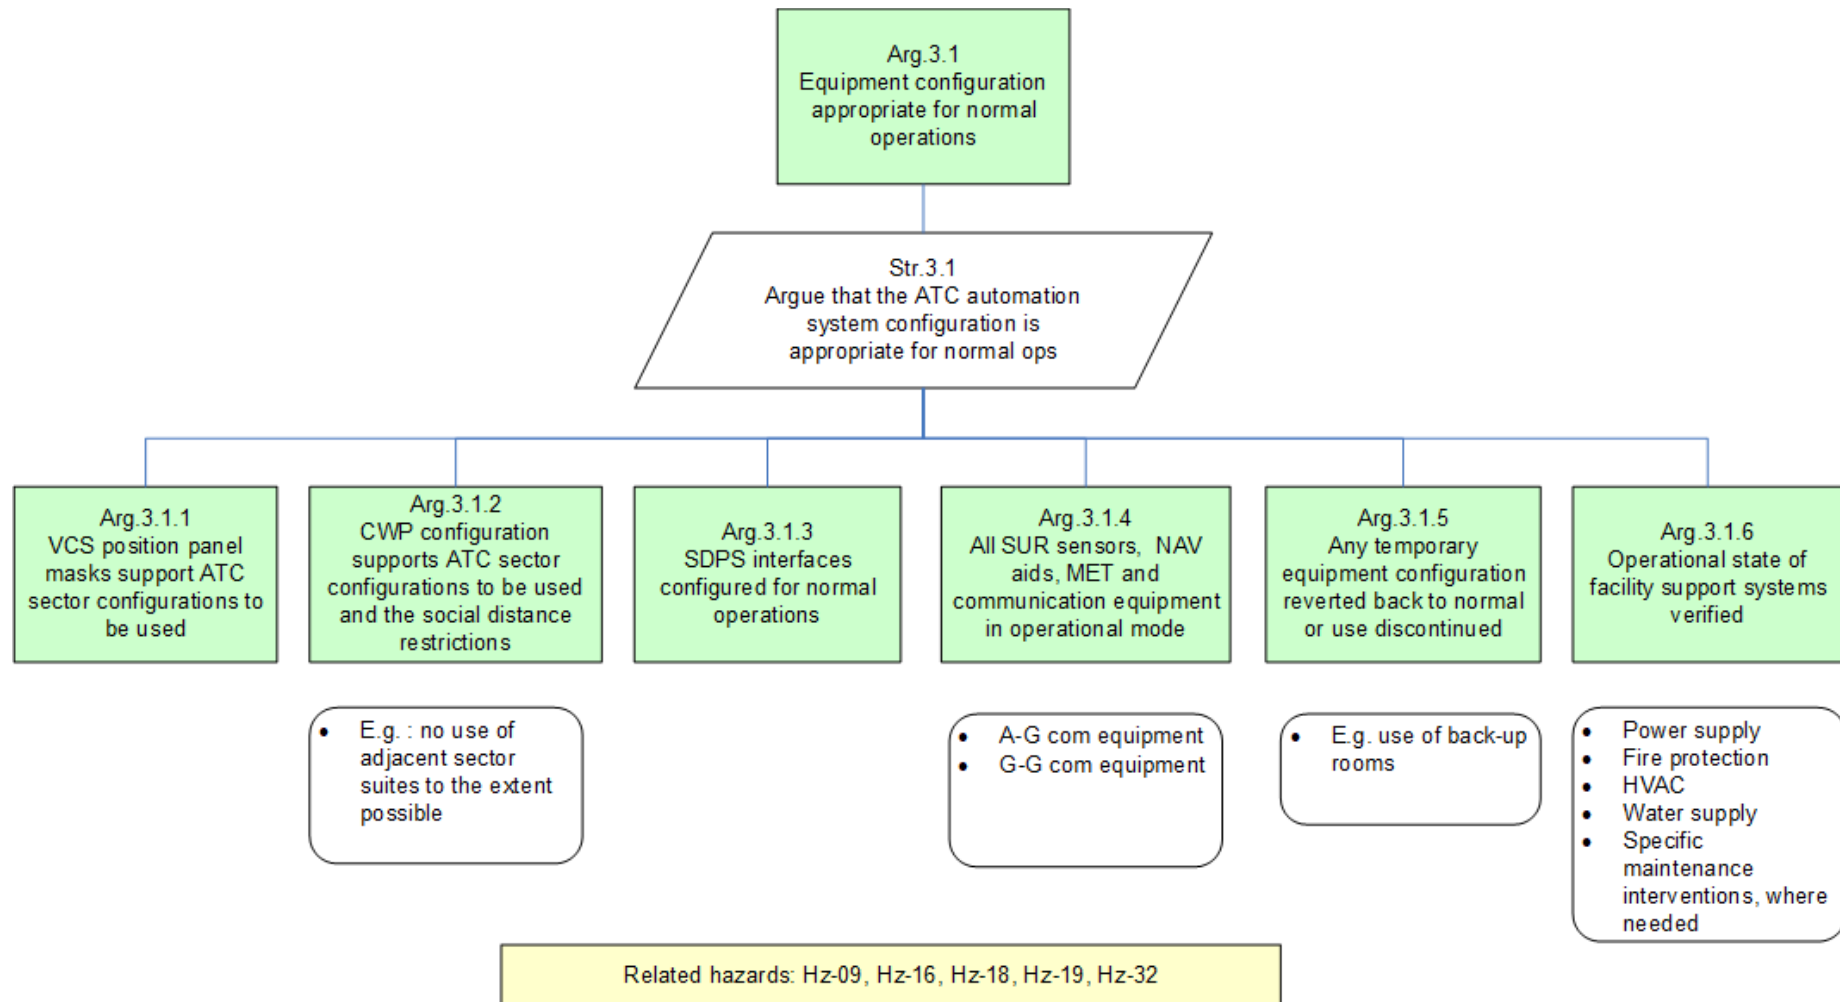 Arg.3.1
Equipment configuration
appropriate for normal
operations
Str.3.1
Argue that the ATC automation
system configuration is
appropriate for normal ops
Arg.3.1.1
VCS position panel
masks support ATC
sector configurations to
be used
Arg.3.1.2
CWP configuration
supports ATC sector
configurations to be used
and the social distance
restrictions
Arg.3.1.3
SDPS interfaces
configured for normal
operations
Arg.3.1.4
All SUR sensors, NAV
aids, MET and
communication equipment
in operational mode
Arg.3.1.5
Any temporary
equipment configuration
reverted back to normal
or use discontinued
Arg.3.1.6
Operational state of
facility support systems
verified
• E.g. : no use of
adjacent sector
suites to the extent
possible
• A-G com equipment
• G-G com equipment
• E.g. use of back-up
rooms
• Power supply
• Fire protection
• HVAC
• Water supply
• Specific
maintenance
interventions, where
needed
Related hazards: Hz-09, Hz-16, Hz-18, Hz-19, Hz-32